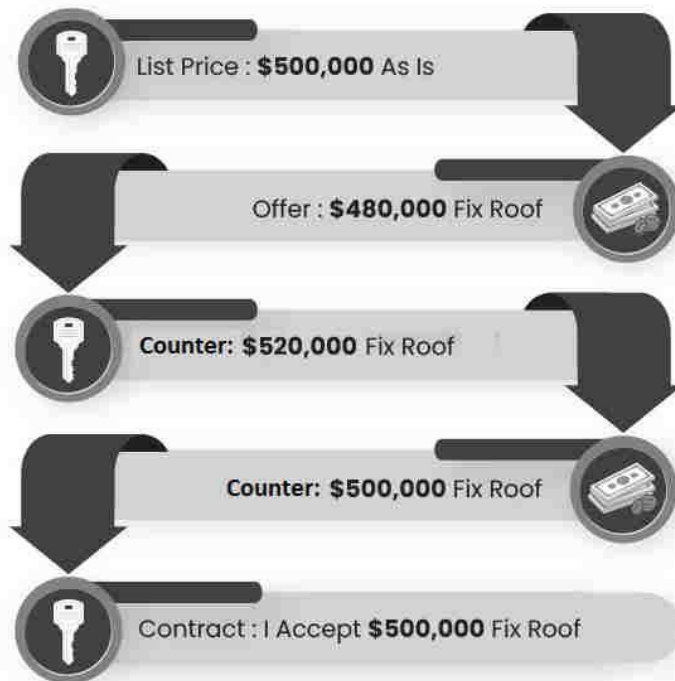 List Price : $500,000 As Is
Offer : $480,000 Fix Roof
Counter: $520,000 Fix Roof
Counter: $500,000 Fix Roof
Contract : I Accept $500,000 Fix Roof